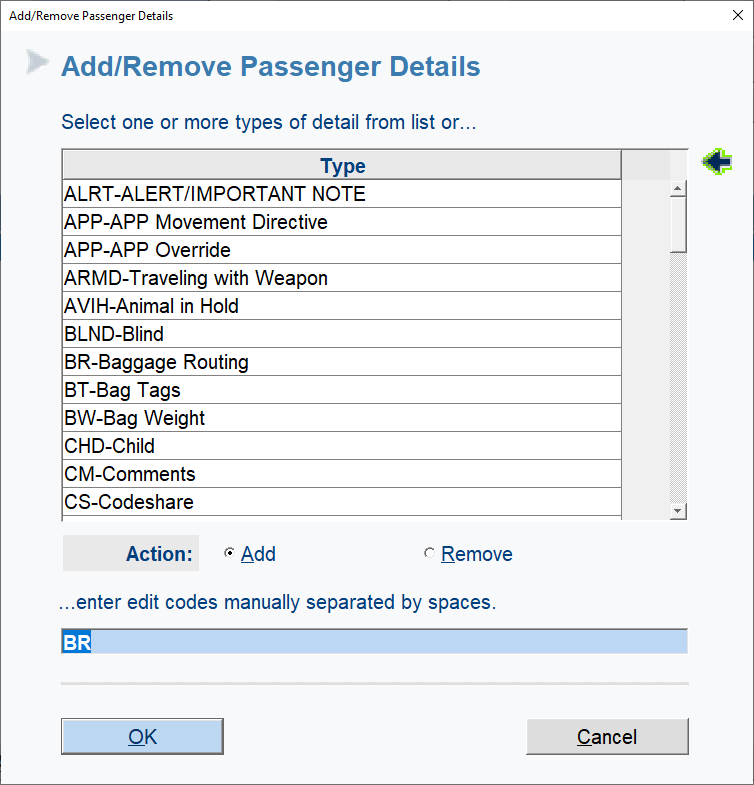 Add/Remove Passenger Details
Add/Remove Passenger Details
Select one or more types of detail from list or...
Type
ALRT-ALERT/IMPORTANT NOTE
APP-APP Movement Directive
APP-APP Override
ARMD-Traveling with Weapon
AVIH-Animal in Hold
BLND-Blind
BR-Baggage Routing
BT-Bag Tags
BW-Bag Weight
CHD-Child
CM-Comments
CS-Codeshare
Action: Add Remove
...enter edit codes manually separated by spaces.
BR
OK Cancel